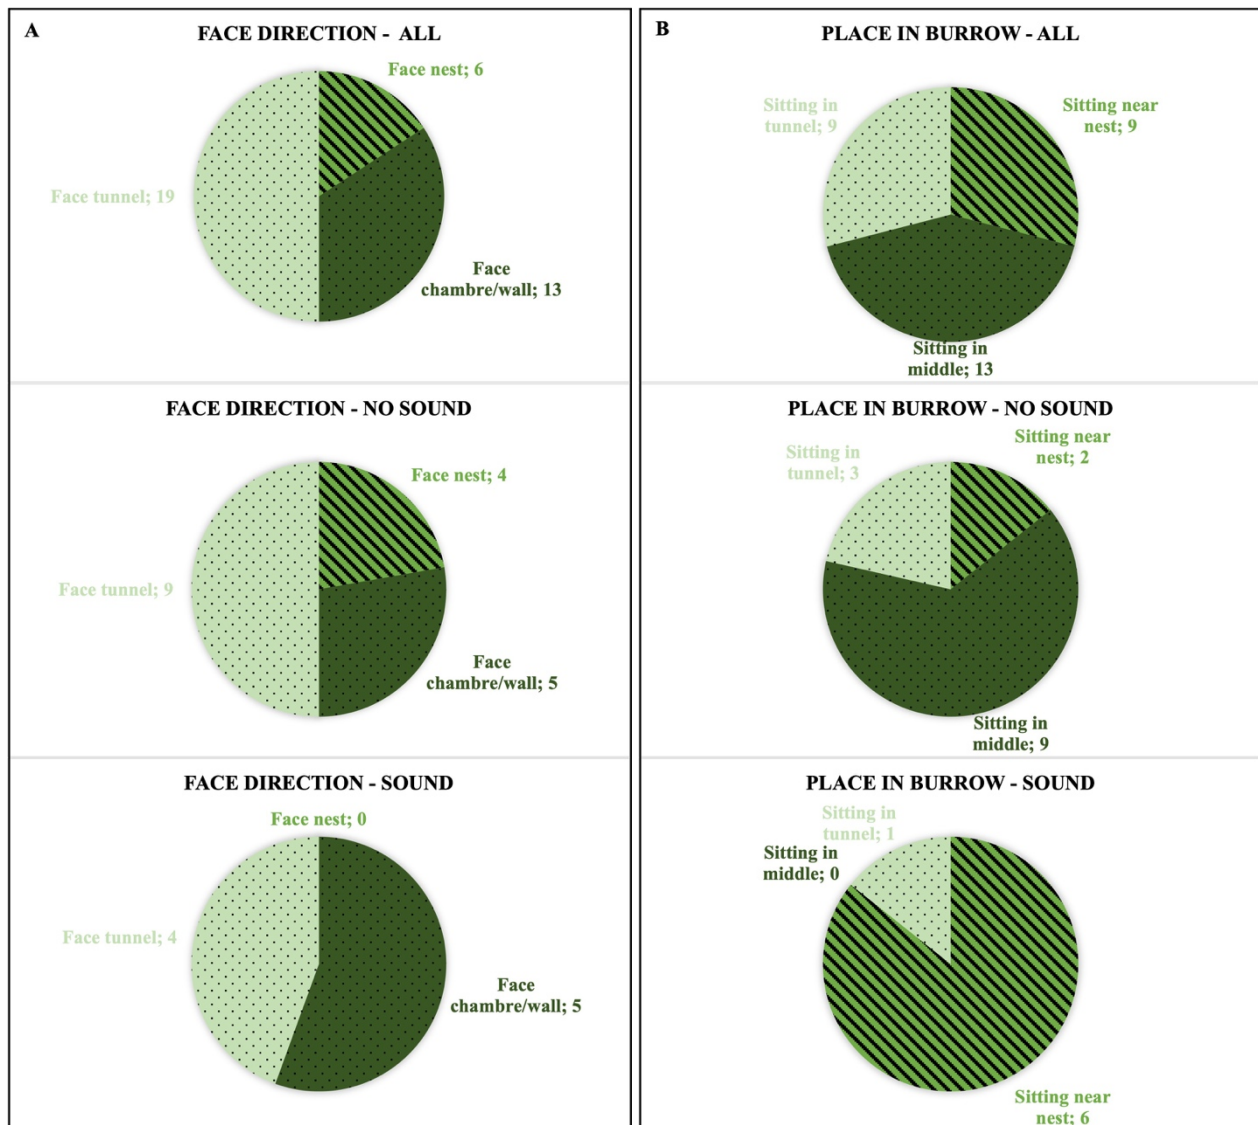 A
FACE DIRECTION - ALL
Face nest; 6
Face tunnel; 19
Face
chambre/wall; 13
FACE DIRECTION - NO SOUND
Face nest; 4
Face tunnel; 9
Face
chambre/wall; 5
FACE DIRECTION - SOUND
Face nest; 0
Face tunnel; 4
Face
chambre/wall; 5
B
PLACE IN BURROW - ALL
Sitting in
tunnel; 9
Sitting near
nest; 9
Sitting in
middle; 13
PLACE IN BURROW - NO SOUND
Sitting near
nest; 2
Sitting in
tunnel; 3
Sitting in
middle; 9
PLACE IN BURROW - SOUND
Sitting in
tunnel; 1
Sitting in
middle; 0
Sitting near
nest; 6